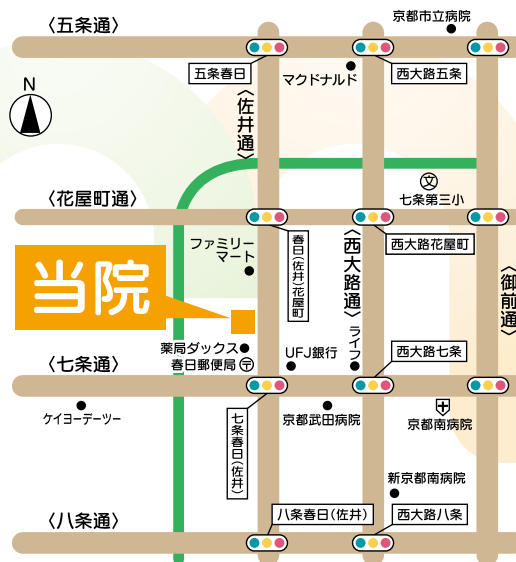 〈五条通〉
京都市立病院
五条春日
マクドナルド
西大路五条
N
〈佐井通〉
七条第三小
文
〈花屋町通〉
ファミリー
マート
春日(佐井)花屋町
〈西大路通〉
西大路花屋町
〈御前通〉
当院
薬局ダックス
春日郵便局
〒
UFJ銀行
ライフ
西大路七条
〈七条通〉
ケイヨーデーツー
七条春日(佐井)
京都武田病院
京都南病院
新京都南病院
〈八条通〉
八条春日(佐井)
西大路八条